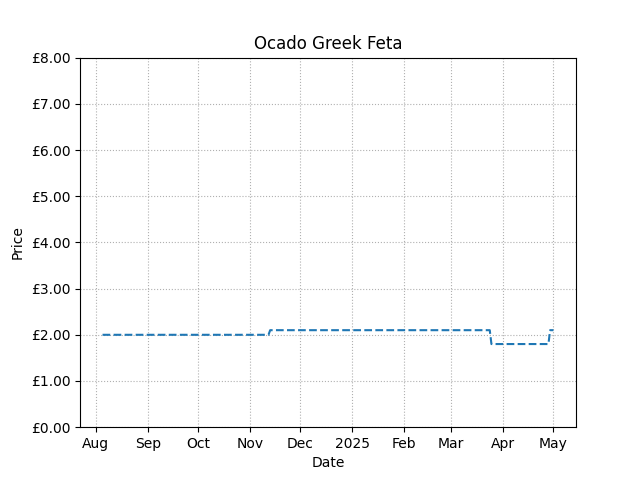 Ocado Greek Feta
£8.00
£7.00
£6.00
£5.00
£4.00
£3.00
£2.00
£1.00
£0.00
Price
Aug Sep Oct Nov Dec 2025 Feb Mar Apr May
Date